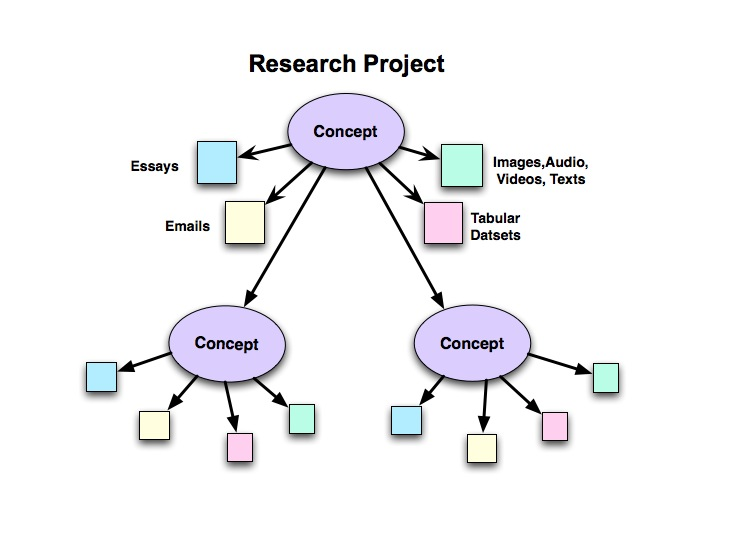 Research Project
Concept
Essays
Images,Audio,
Videos, Texts
Emails
Tabular
Datsets
Concept
Concept